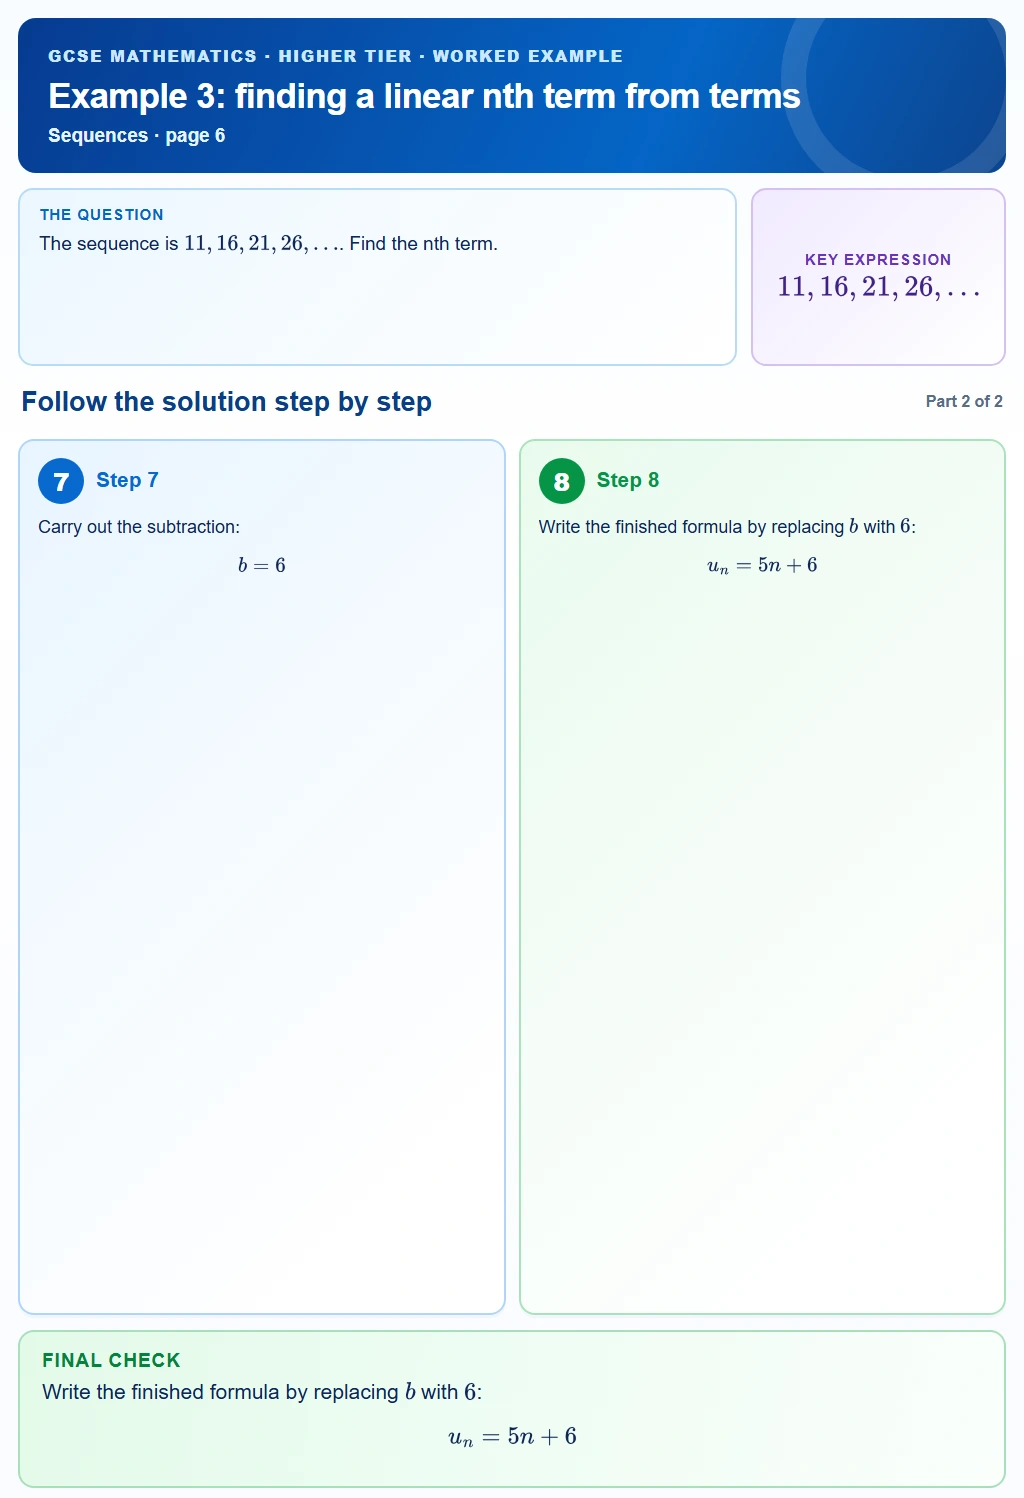 GCSE MATHEMATICS · HIGHER TIER · WORKED EXAMPLE
Example 3: finding a linear nth term from terms
Sequences · page 6
THE QUESTION
The sequence is 11, 16, 21, 26, . . .. Find the nth term.
KEY EXPRESSION
11, 16, 21, 26, . . .
Follow the solution step by step
Part 2 of 2
7 Step 7
Carry out the subtraction:
b = 6
8 Step 8
Write the finished formula by replacing b with 6:
uₙ = 5n + 6
FINAL CHECK
Write the finished formula by replacing b with 6:
uₙ = 5n + 6